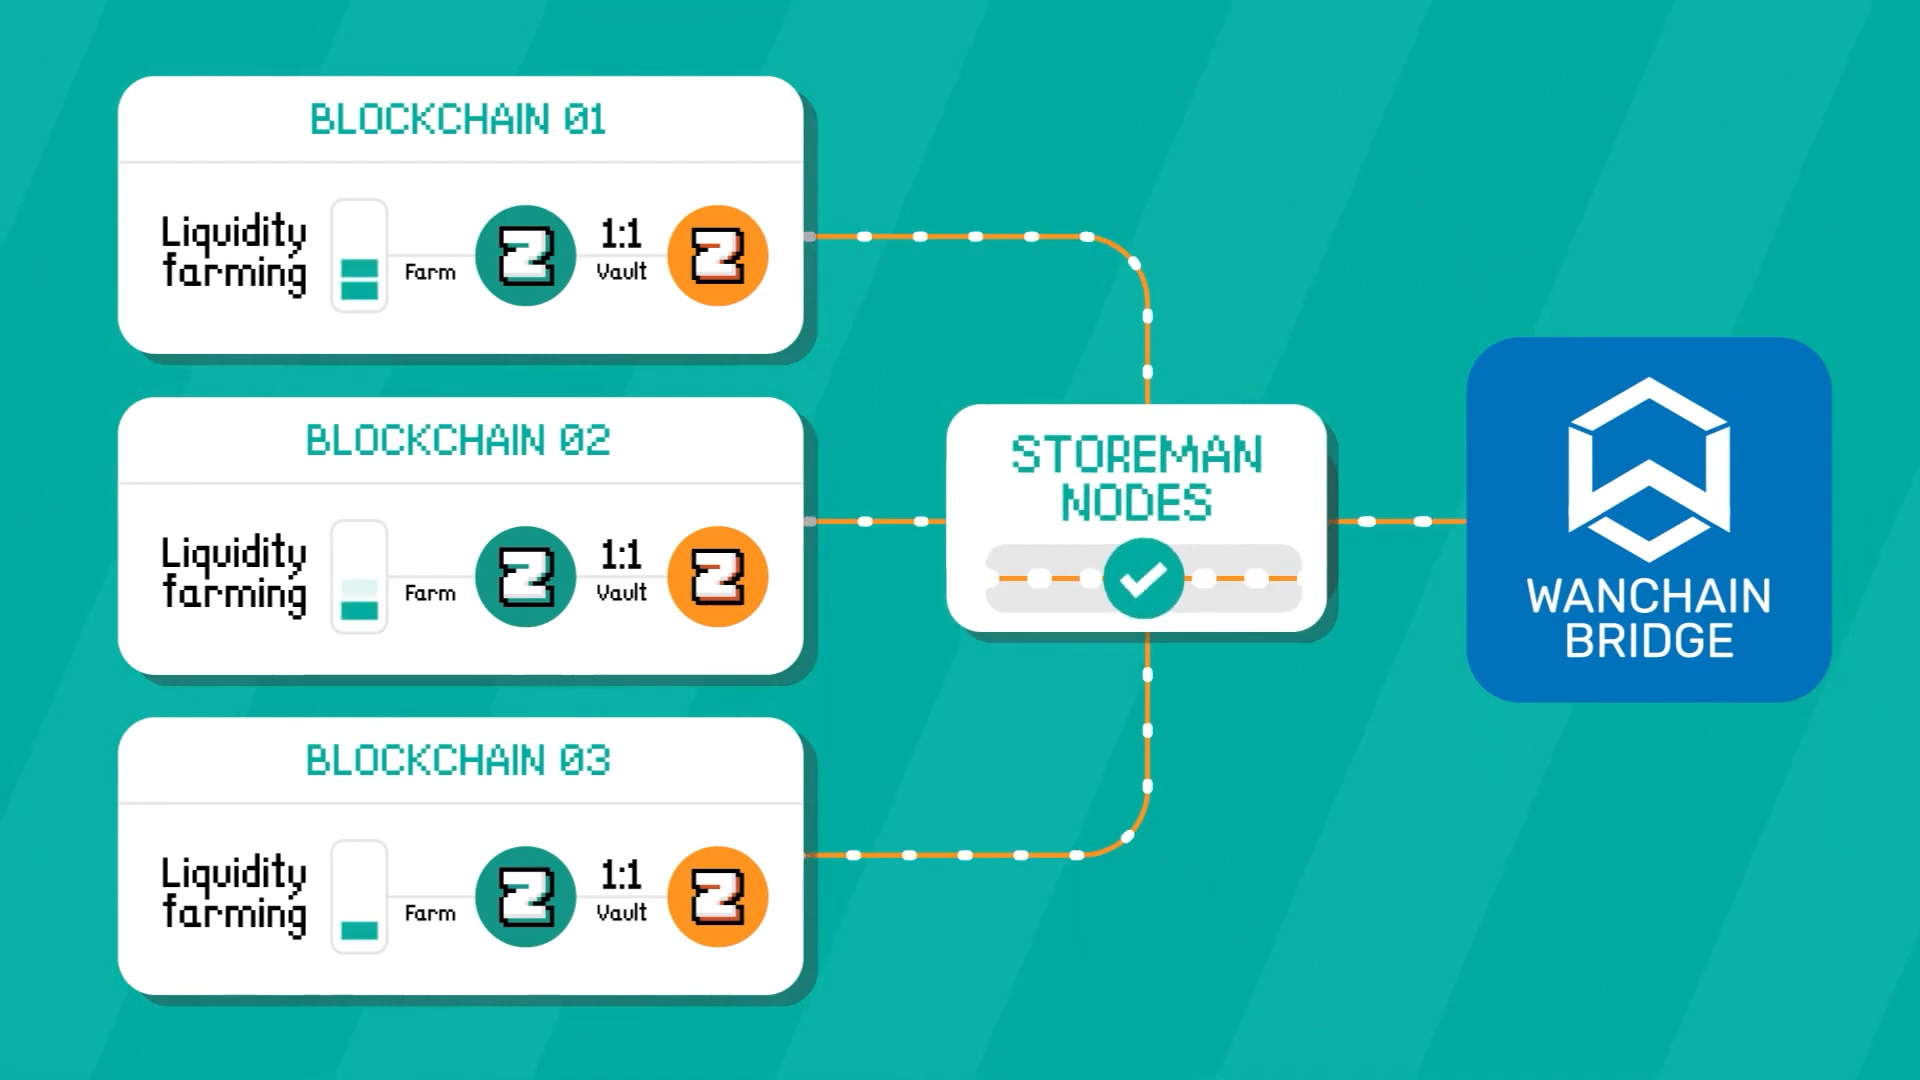 BLOCKCHAIN 01
Liquidity
farming
Farm
1:1
Vault
BLOCKCHAIN 02
Liquidity
farming
Farm
1:1
Vault
BLOCKCHAIN 03
Liquidity
farming
Farm
1:1
Vault
STOREMAN
NODES
WANCHAIN
BRIDGE